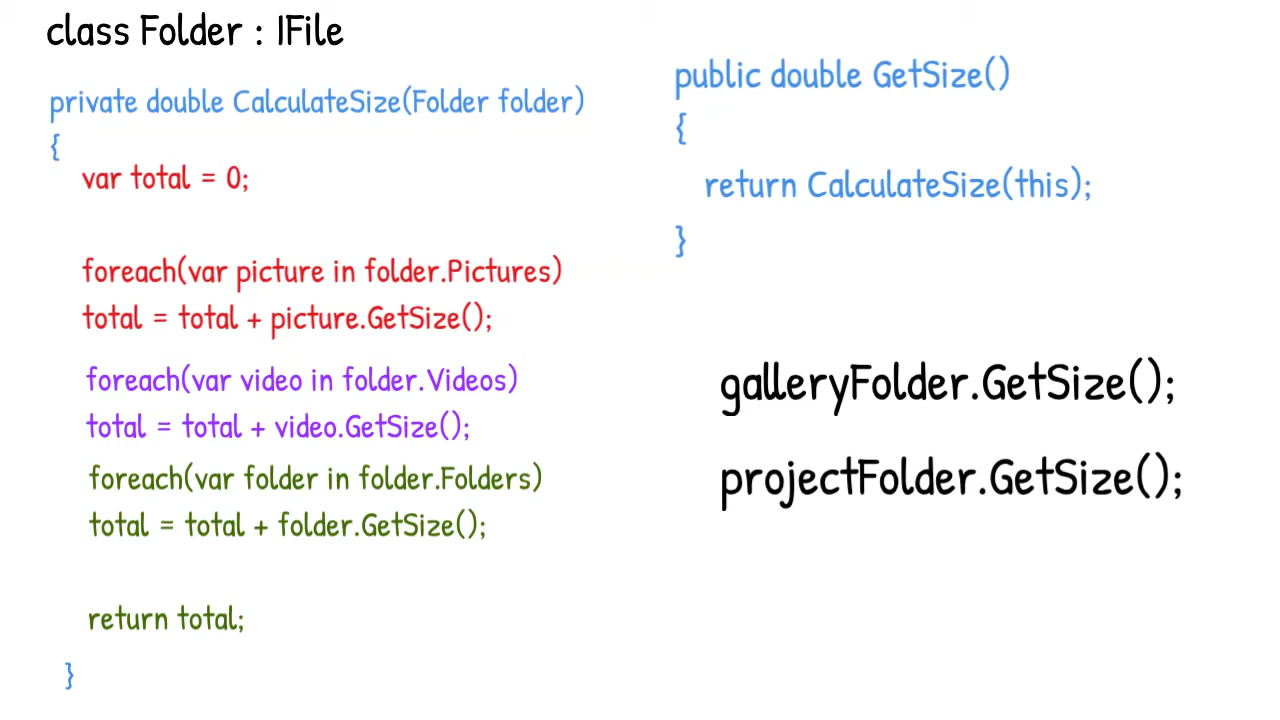 class Folder : IFile
private double CalculateSize(Folder folder)
{
var total = 0;
foreach(var picture in folder.Pictures)
total = total + picture.GetSize();
foreach(var video in folder.Videos)
total = total + video.GetSize();
foreach(var folder in folder.Folders)
total = total + folder.GetSize();
return total;
}
public double GetSize()
{
return CalculateSize(this);
}
galleryFolder.GetSize();
projectFolder.GetSize();